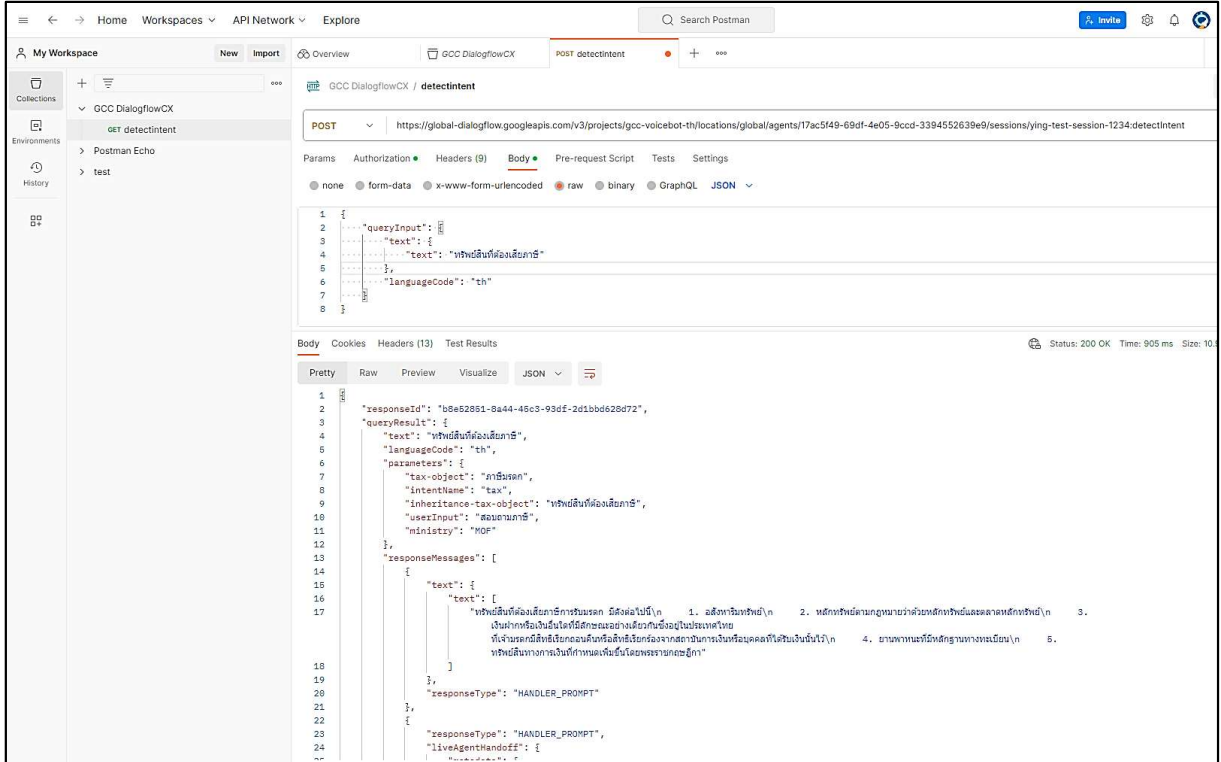 Home Workspaces API Network Explore Search Postman Invite
My Workspace New Import Overview GCC DialogflowCX POST detectintent
Collections
Environments
History
GCC DialogflowCX
GET detectintent
Postman Echo
test
HTTP GCC DialogflowCX / detectintent
POST https://global-dialogflow.googleapis.com/v3/projects/gcc-voicebot-th/locations/global/agents/17ac5f49-69df-4e05-9ccd-3394552639e9/sessions/ying-test-session-1234:detectIntent
Params Authorization Headers (9) Body Pre-request Script Tests Settings
none form-data x-www-form-urlencoded raw binary GraphQL JSON
1 {
2 "queryInput": {
3 "text": {
4 "text": "ทรัพย์สินที่ต้องเสียภาษี"
5 },
6 "languageCode": "th"
7 }
8 }
Body Cookies Headers (13) Test Results Status: 200 OK Time: 905 ms Size: 10.
Pretty Raw Preview Visualize JSON
1 {
2 "responseId": "b8e52851-8a44-45c3-93df-2d1bbd628d72",
3 "queryResult": {
4 "text": "ทรัพย์สินที่ต้องเสียภาษี",
5 "languageCode": "th",
6 "parameters": {
7 "tax-object": "ภาษีมรดก",
8 "intentName": "tax",
9 "inheritance-tax-object": "ทรัพย์สินที่ต้องเสียภาษี",
10 "userInput": "สอบถามภาษี",
11 "ministry": "MOF"
12 },
13 "responseMessages": [
14 {
15 "text": {
16 "text": [
17 "ทรัพย์สินที่ต้องเสียภาษีการรับมรดก มีดังต่อไปนี้\n 1. อสังหาริมทรัพย์\n 2. หลักทรัพย์ตามกฎหมายว่าด้วยหลักทรัพย์และตลาดหลักทรัพย์\n 3.
เงินฝากหรือเงินอื่นใดที่มีลักษณะอย่างเดียวกันซึ่งอยู่ในประเทศไทย
ที่เจ้ามรดกมีสิทธิเรียกถอนคืนหรือสิทธิเรียกร้องจากสถาบันการเงินหรือบุคคลที่ได้รับเงินนั้นไว้\n 4. ยานพาหนะที่มีหลักฐานทางทะเบียน\n 5.
ทรัพย์สินทางการเงินที่กำหนดเพิ่มขึ้นโดยพระราชกฤษฎีกา"
18 ]
19 },
20 "responseType": "HANDLER_PROMPT"
21 },
22 {
23 "responseType": "HANDLER_PROMPT",
24 "liveAgentHandoff": {